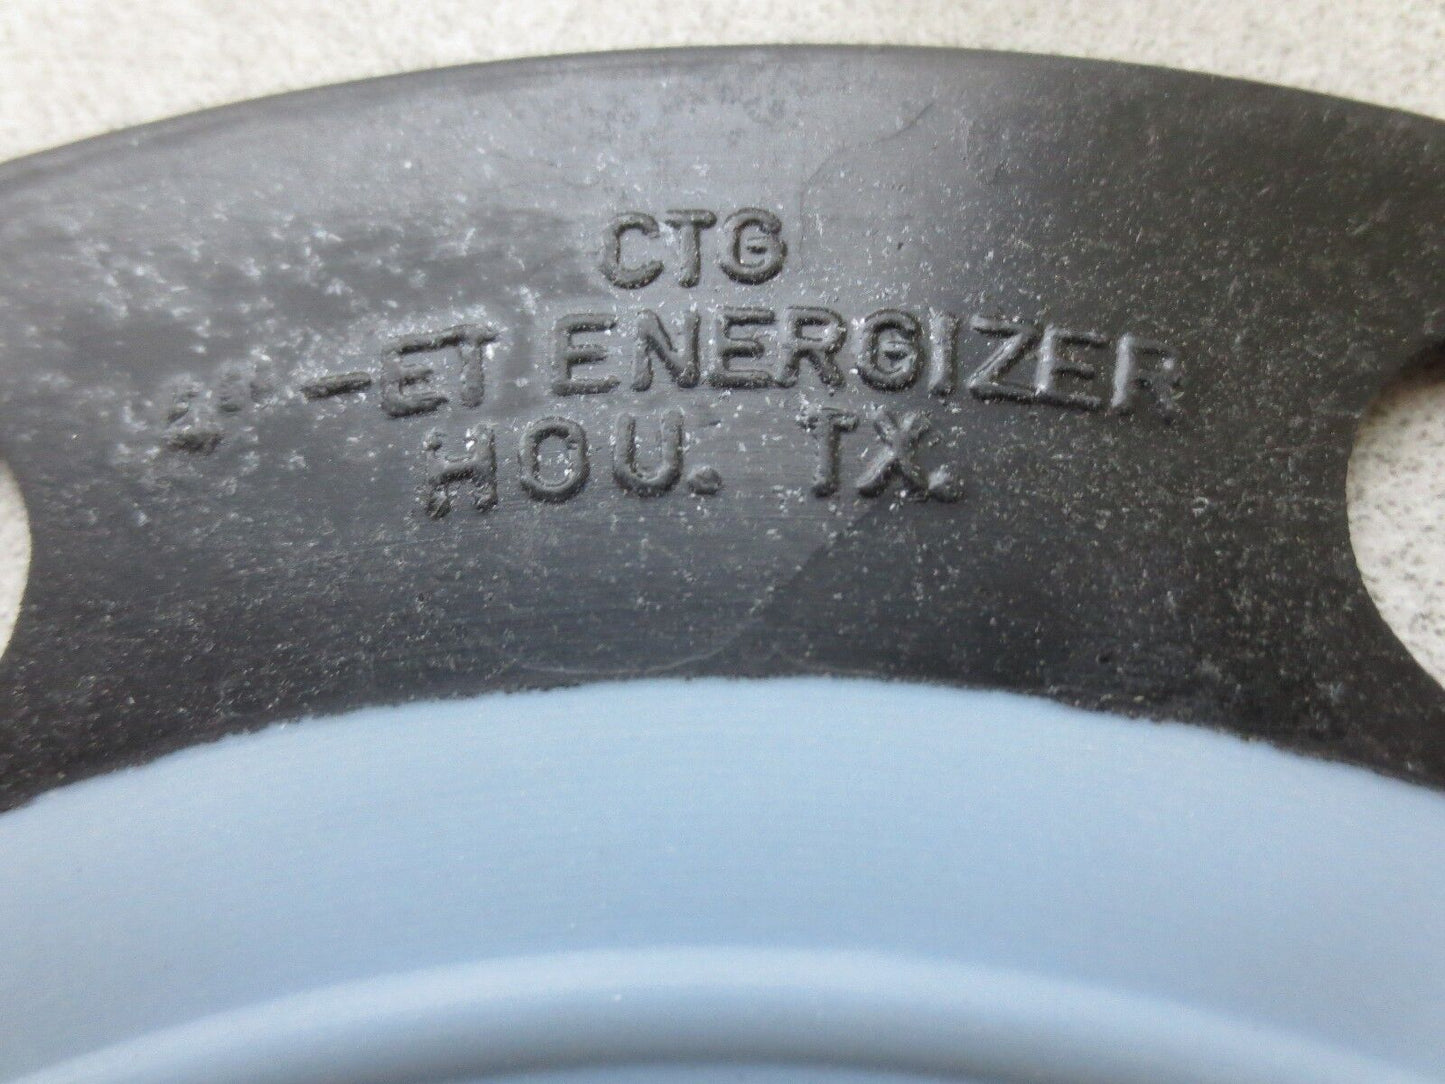 CTG
-ET ENERGIZER
HOU. TX.